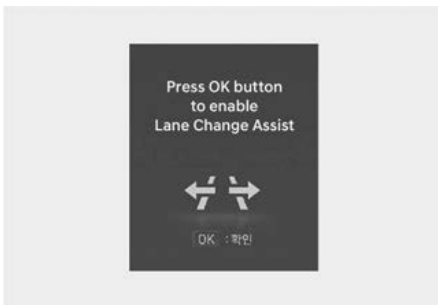 Press OK button
to enable
Lane Change Assist
OK : 확인